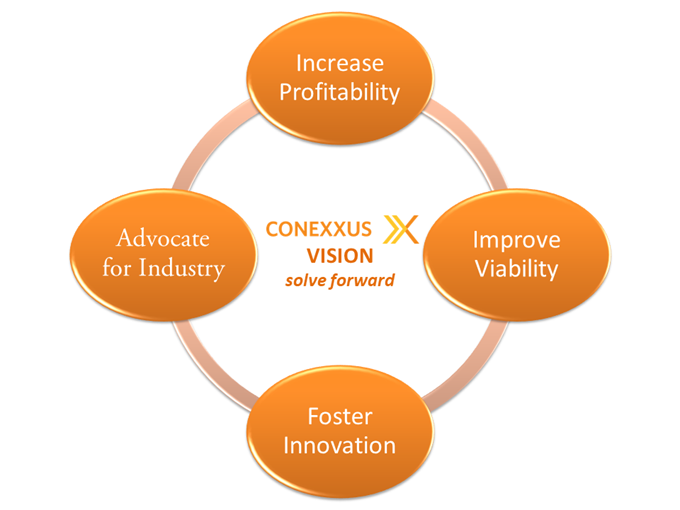 Increase
Profitability
Advocate
for Industry
CONEXXUS
VISION
solve forward
Improve
Viability
Foster
Innovation